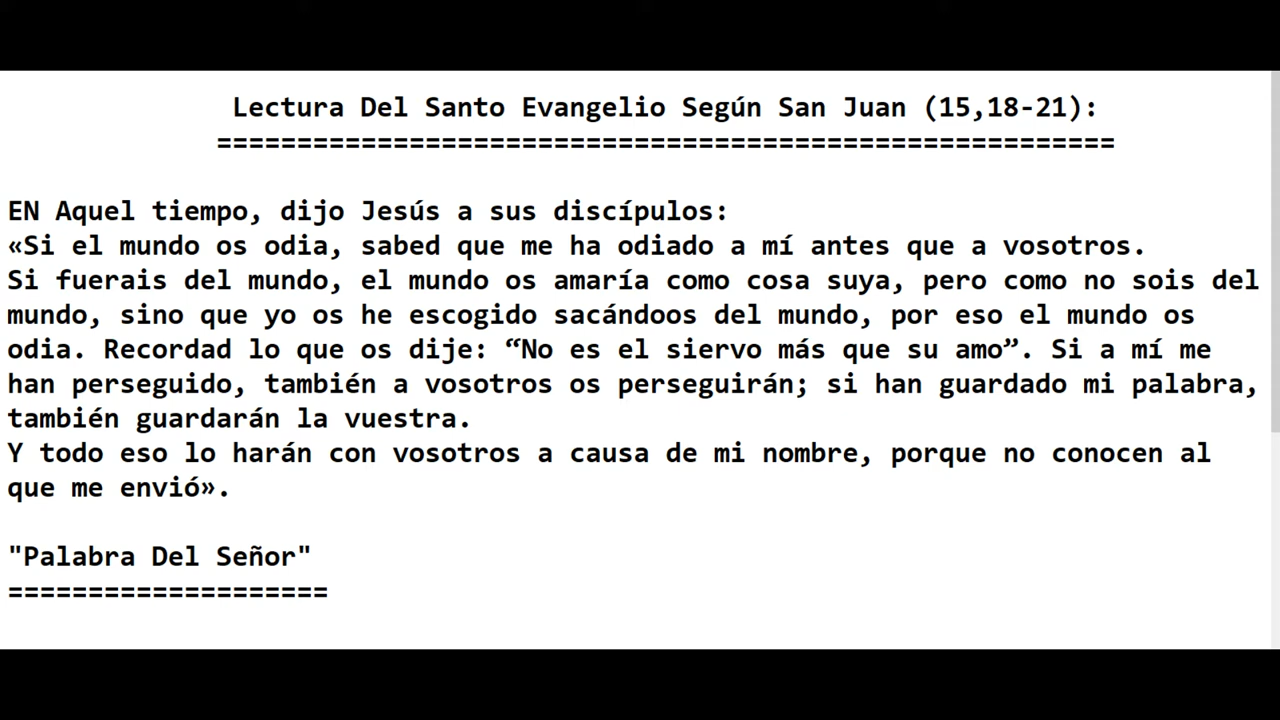 Lectura Del Santo Evangelio Según San Juan (15,18-21):
========================================================
EN Aquel tiempo, dijo Jesús a sus discípulos:
«Si el mundo os odia, sabed que me ha odiado a mí antes que a vosotros.
Si fuerais del mundo, el mundo os amaría como cosa suya, pero como no sois del
mundo, sino que yo os he escogido sacándoos del mundo, por eso el mundo os
odia. Recordad lo que os dije: “No es el siervo más que su amo”. Si a mí me
han perseguido, también a vosotros os perseguirán; si han guardado mi palabra,
también guardarán la vuestra.
Y todo eso lo harán con vosotros a causa de mi nombre, porque no conocen al
que me envió».
"Palabra Del Señor"
====================